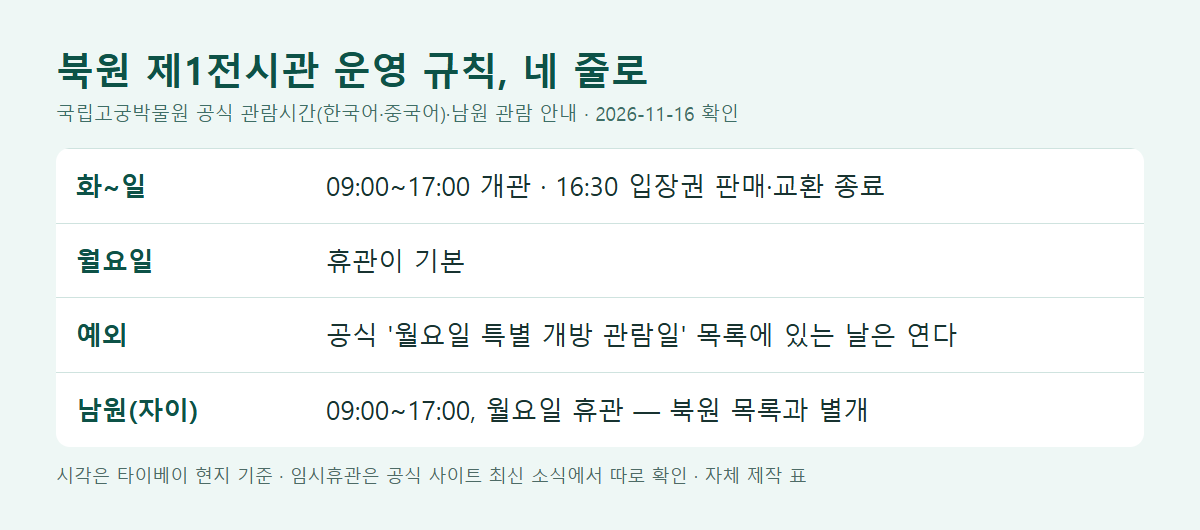 북원 제1전시관 운영 규칙, 네 줄로
국립고궁박물원 공식 관람시간(한국어·중국어)·남원 관람 안내 · 2026-11-16 확인
화~일 09:00~17:00 개관 · 16:30 입장권 판매·교환 종료
월요일 휴관이 기본
예외 공식 '월요일 특별 개방 관람일' 목록에 있는 날은 연다
남원(자이) 09:00~17:00, 월요일 휴관 — 북원 목록과 별개
시각은 타이베이 현지 기준 · 임시휴관은 공식 사이트 최신 소식에서 따로 확인 · 자체 제작 표